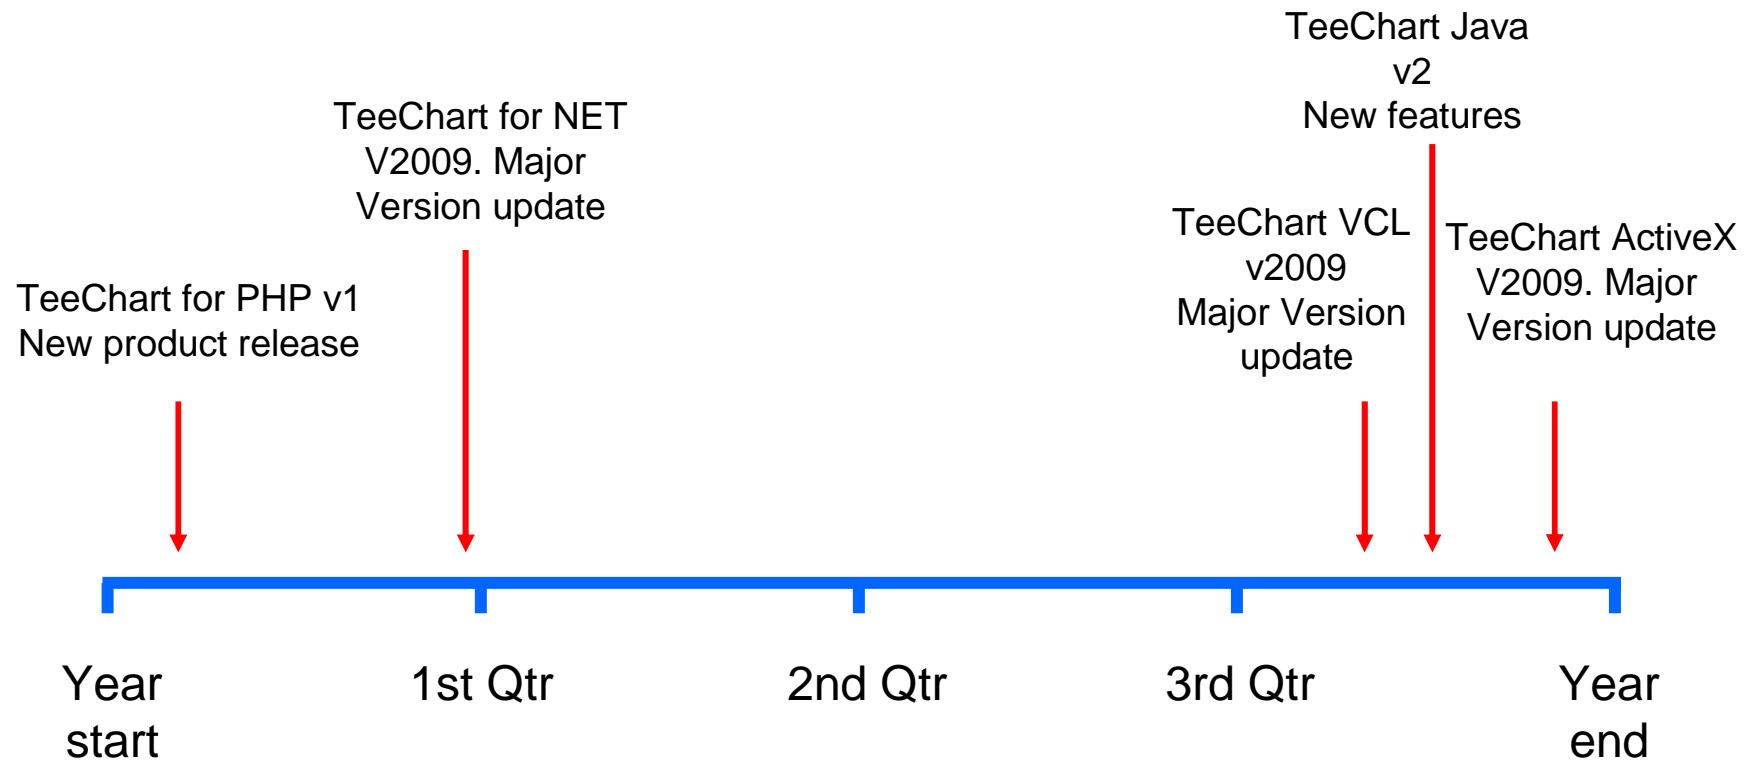 TeeChart Java
v2
New features
TeeChart for NET
V2009. Major
Version update
TeeChart VCL
v2009
Major Version
update
TeeChart ActiveX
V2009. Major
Version update
TeeChart for PHP v1
New product release
Year
start
1st Qtr
2nd Qtr
3rd Qtr
Year
end